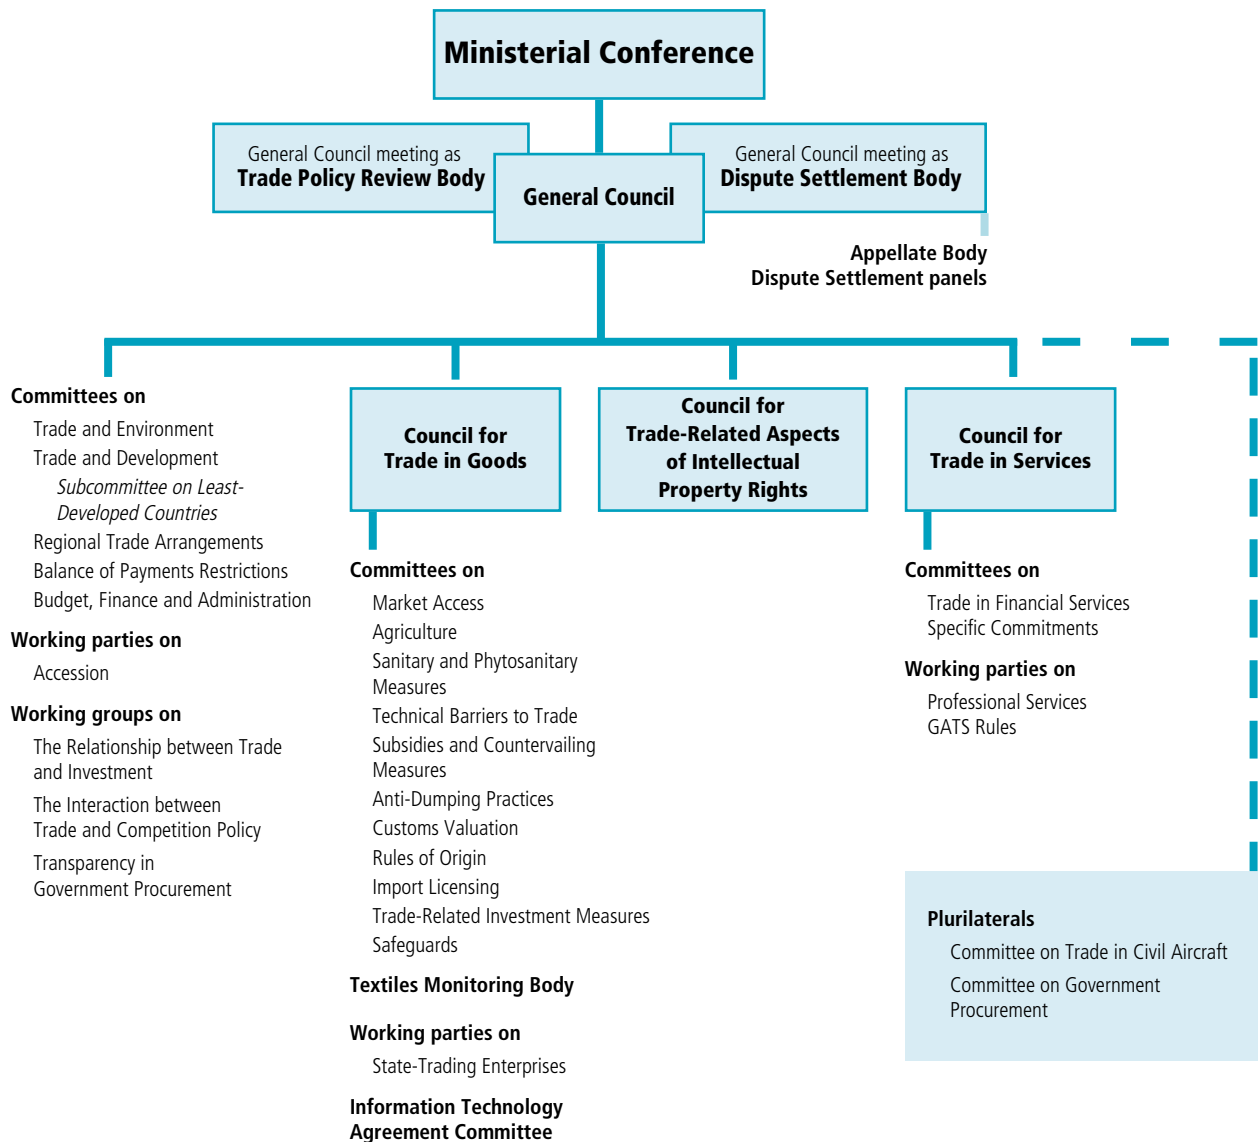 Ministerial Conference
General Council meeting as
Trade Policy Review Body
General Council
General Council meeting as
Dispute Settlement Body
Appellate Body
Dispute Settlement panels
Committees on
Trade and Environment
Trade and Development
Subcommittee on Least-
Developed Countries
Regional Trade Arrangements
Balance of Payments Restrictions
Budget, Finance and Administration
Working parties on
Accession
Working groups on
The Relationship between Trade
and Investment
The Interaction between
Trade and Competition Policy
Transparency in
Government Procurement
Council for
Trade in Goods
Committees on
Market Access
Agriculture
Sanitary and Phytosanitary
Measures
Technical Barriers to Trade
Subsidies and Countervailing
Measures
Anti-Dumping Practices
Customs Valuation
Rules of Origin
Import Licensing
Trade-Related Investment Measures
Safeguards
Textiles Monitoring Body
Working parties on
State-Trading Enterprises
Information Technology
Agreement Committee
Council for
Trade-Related Aspects
of Intellectual
Property Rights
Council for
Trade in Services
Committees on
Trade in Financial Services
Specific Commitments
Working parties on
Professional Services
GATS Rules
Plurilaterals
Committee on Trade in Civil Aircraft
Committee on Government
Procurement